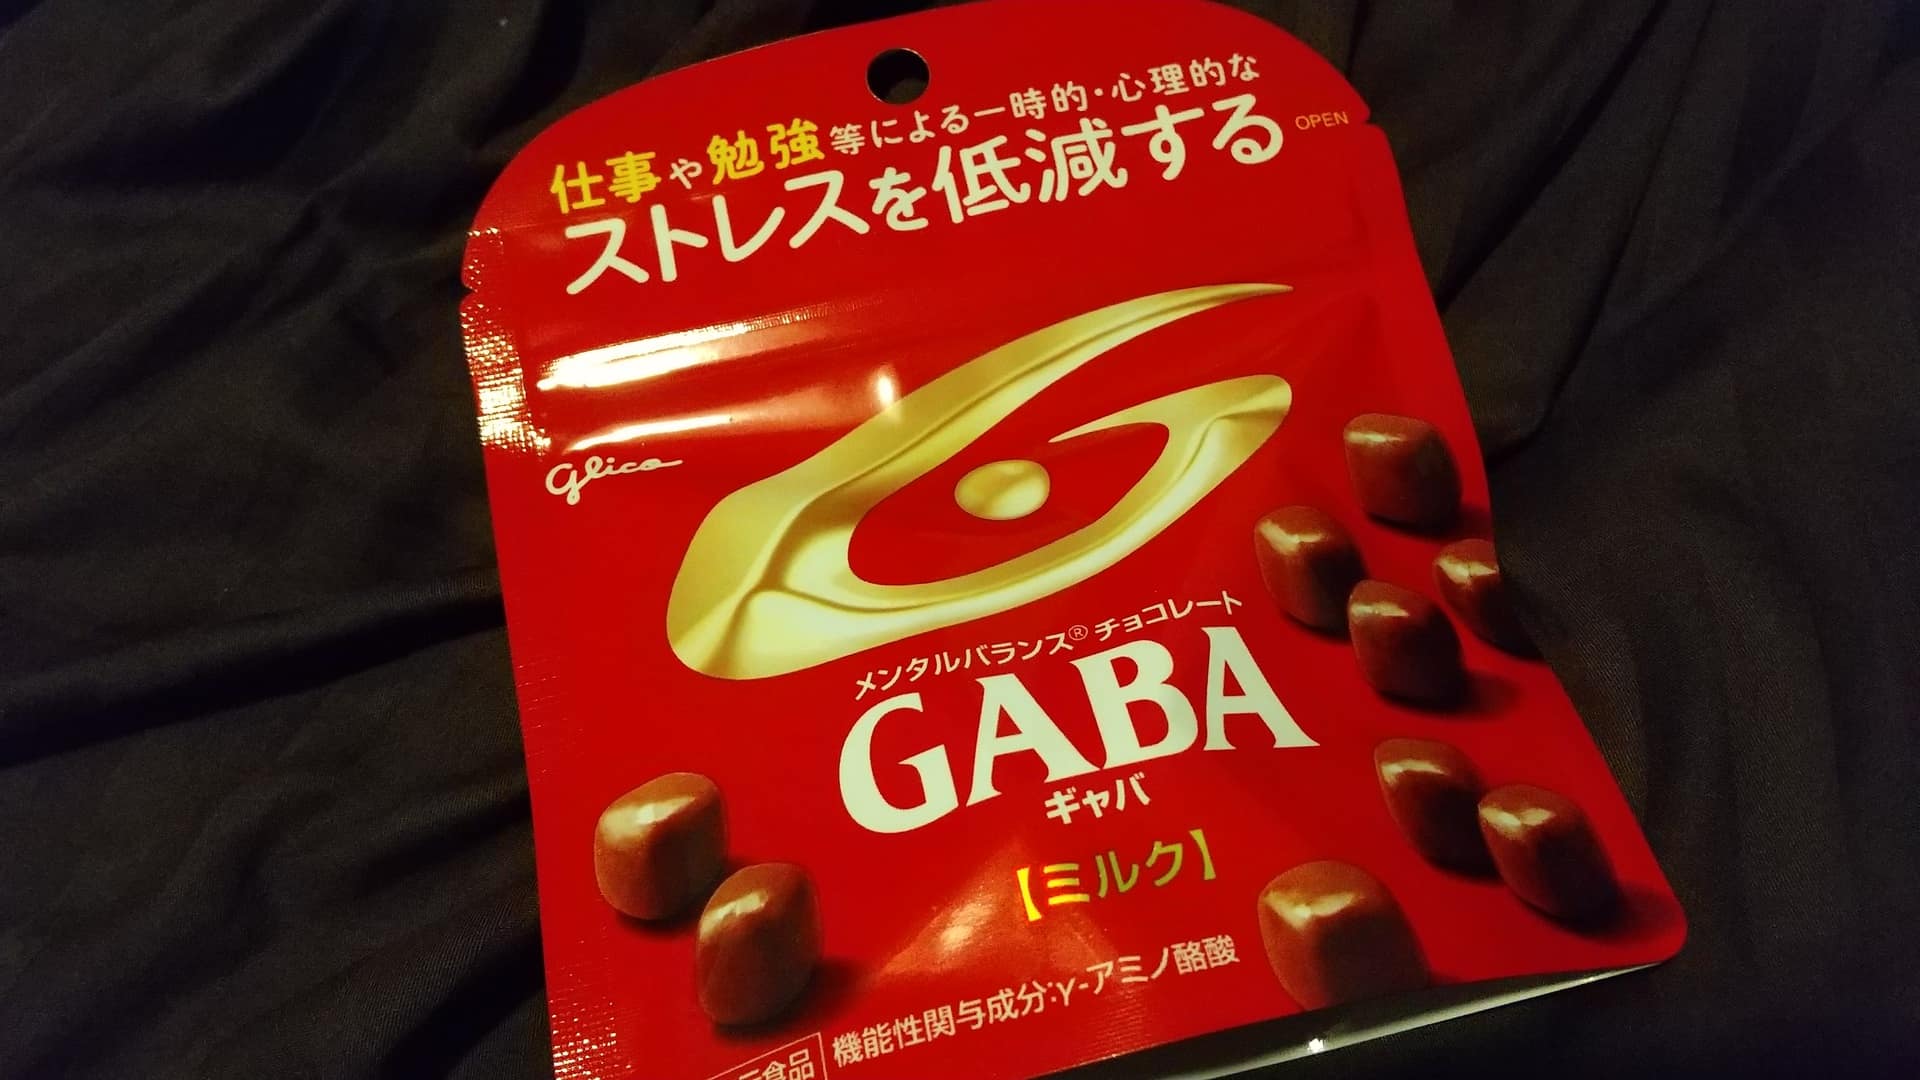 仕事や勉強等による一時的・心理的な
ストレスを低減する
OPEN
glico
メンタルバランス®チョコレート
GABA
ギャバ
【ミルク】
機能性関与成分:γ-アミノ酪酸
食品